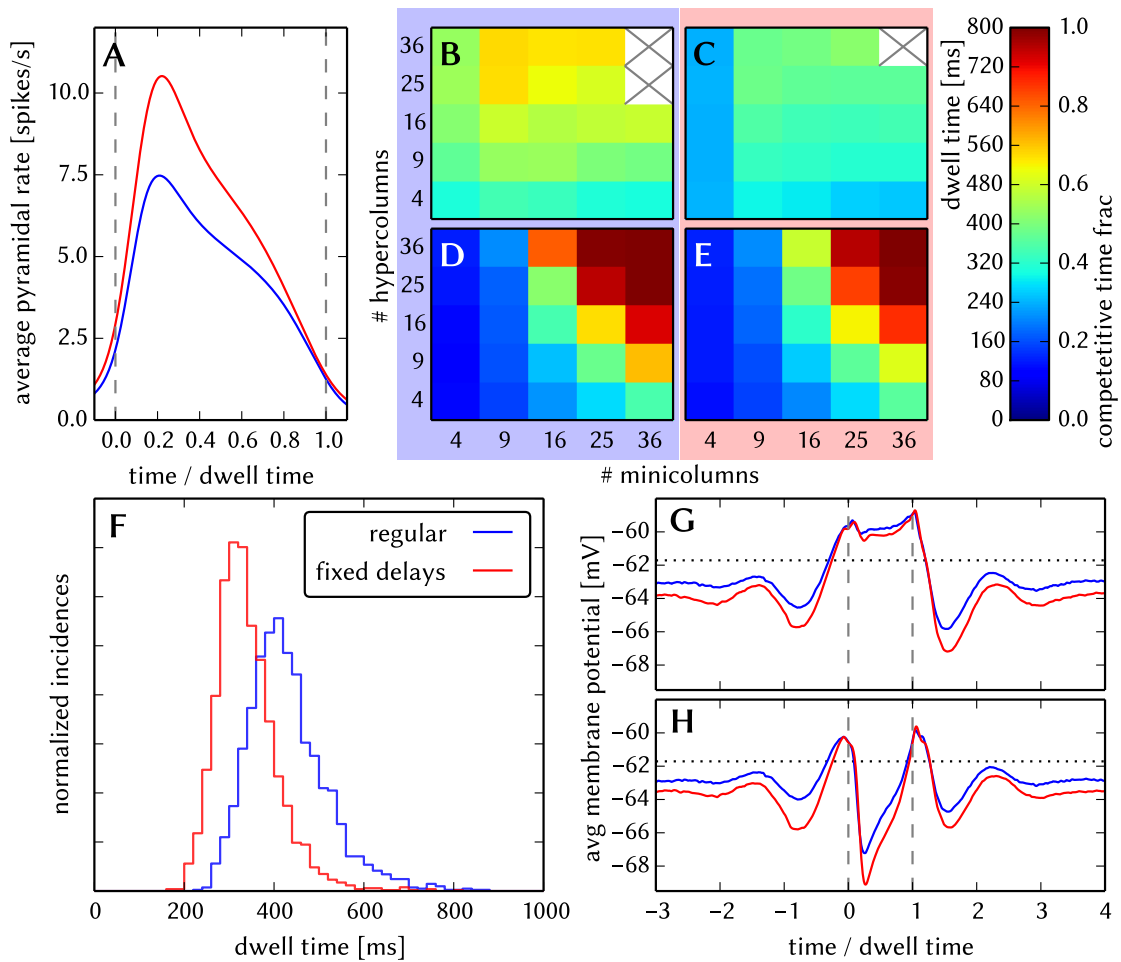 A
10.0
7.5
5.0
2.5
0.0
average pyramidal rate [spikes/s]
0.0 0.2 0.4 0.6 0.8 1.0
time / dwell time
B
C
D
E
36
25
16
9
4
36
25
16
9
4
# hypercolumns
4 9 16 25 36
4 9 16 25 36
# minicolumns
dwell time [ms]
800
720
640
560
480
400
320
240
160
80
0
1.0
0.8
0.6
0.4
0.2
0.0
competitive time frac
F
regular
fixed delays
normalized incidences
0 200 400 600 800 1000
dwell time [ms]
G
−60
−62
−64
−66
−68
H
−60
−62
−64
−66
−68
avg membrane potential [mV]
−3 −2 −1 0 1 2 3 4
time / dwell time